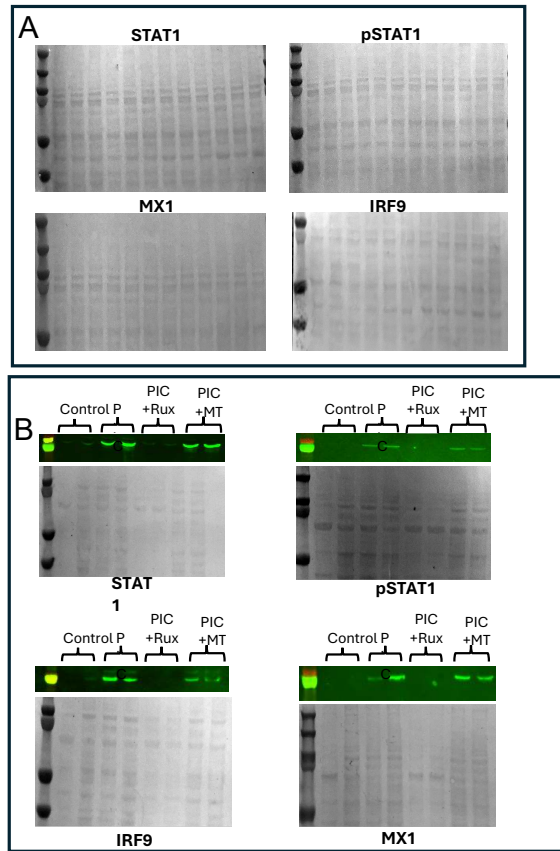 A
STAT1
pSTAT1
MX1
IRF9
B
Control P
C
PIC
+Rux
PIC
+MT
STAT
1
Control P
C
PIC
+Rux
PIC
+MT
pSTAT1
Control P
C
PIC
+Rux
PIC
+MT
IRF9
Control P
C
PIC
+Rux
PIC
+MT
MX1